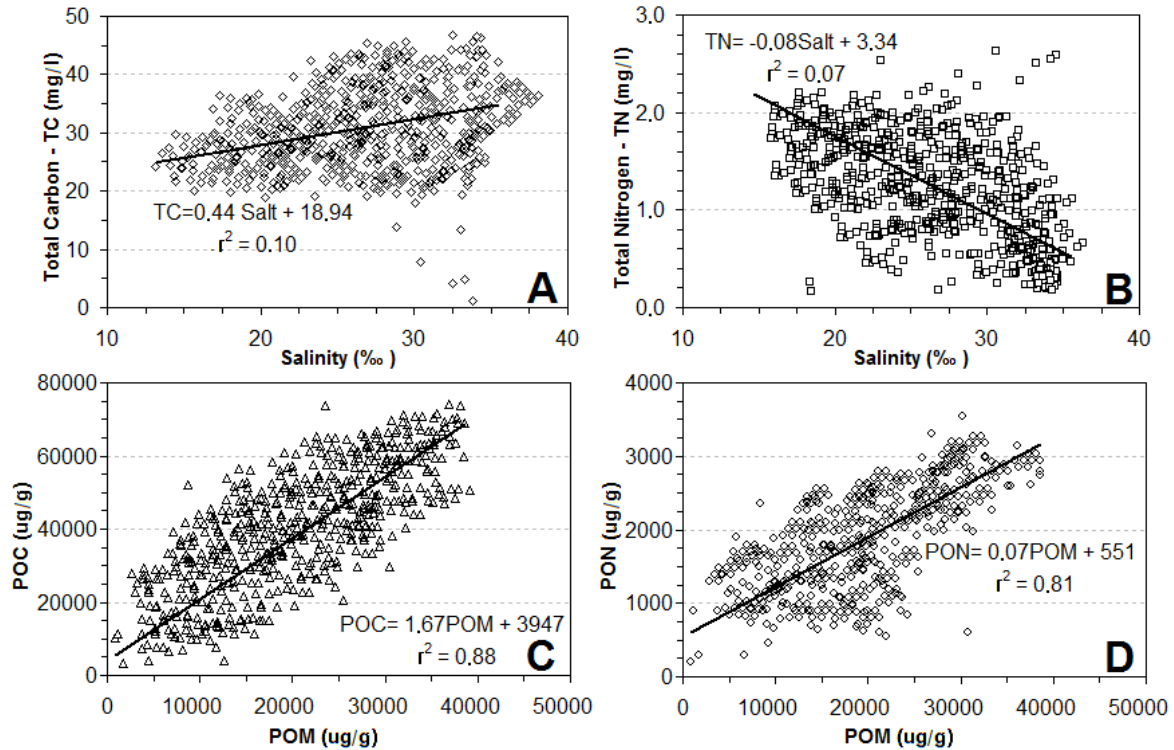 50
40
30
20
10
0
Total Carbon - TC (mg/l)
TC=0.44 Salt + 18.94
r² = 0.10
A
10 20 30 40
Salinity (‰ )
3.0
2.0
1.0
0.0
Total Nitrogen - TN (mg/l)
TN= -0.08Salt + 3.34
r² = 0.07
B
10 20 30 40
Salinity (‰ )
80000
60000
40000
20000
0
POC (ug/g)
POC= 1.67POM + 3947
r² = 0.88
C
0 10000 20000 30000 40000 50000
POM (ug/g)
4000
3000
2000
1000
0
PON (ug/g)
PON= 0.07POM + 551
r² = 0.81
D
0 10000 20000 30000 40000 50000
POM (ug/g)